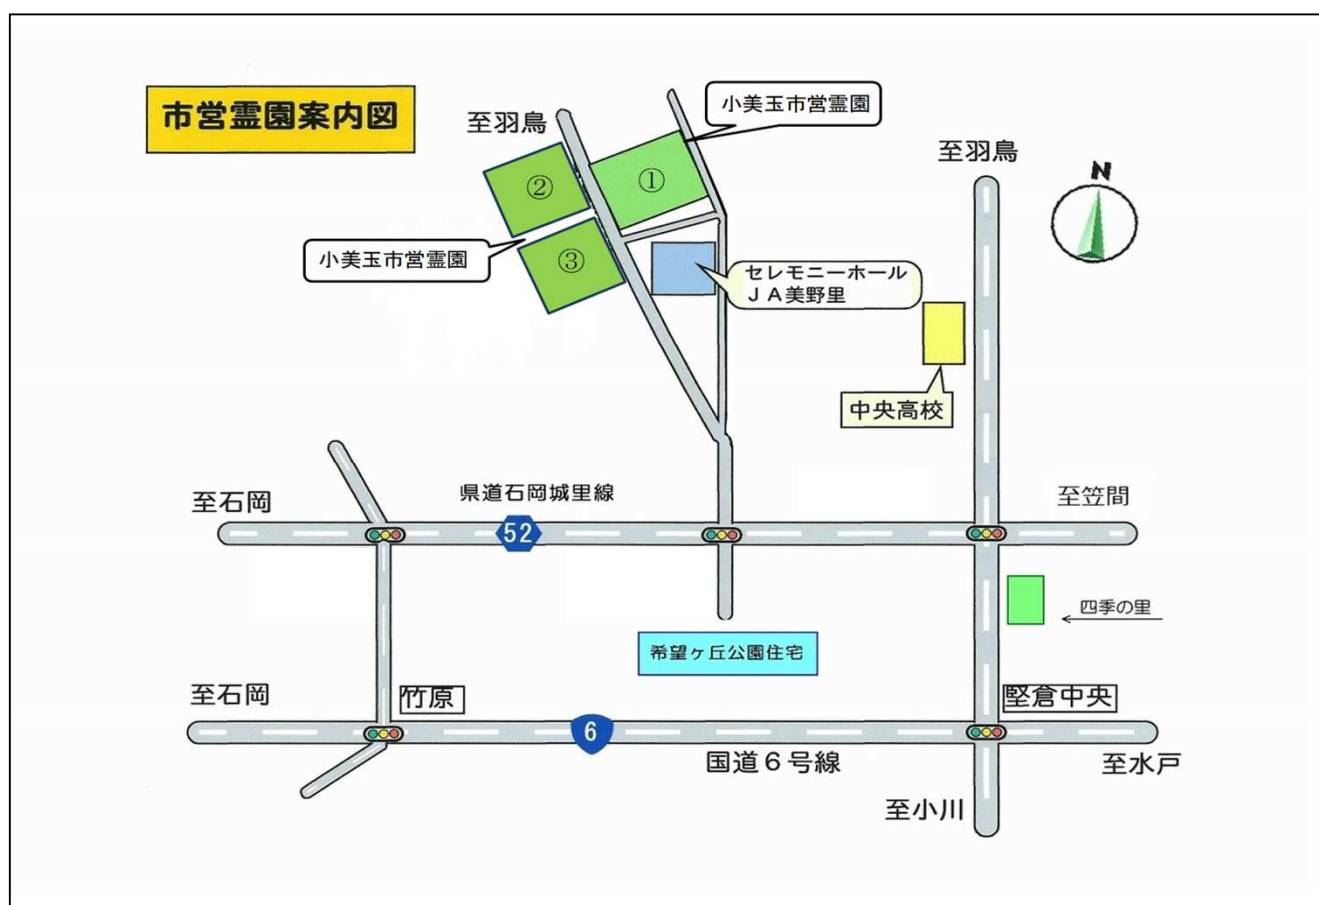 市営霊園案内図
小美玉市営霊園
至羽鳥
至羽鳥
N
②
①
小美玉市営霊園
③
セレモニーホール
ＪＡ美野里
中央高校
県道石岡城里線
至石岡
至笠間
52
四季の里
希望ヶ丘公園住宅
至石岡
竹原
堅倉中央
6
国道６号線
至水戸
至小川